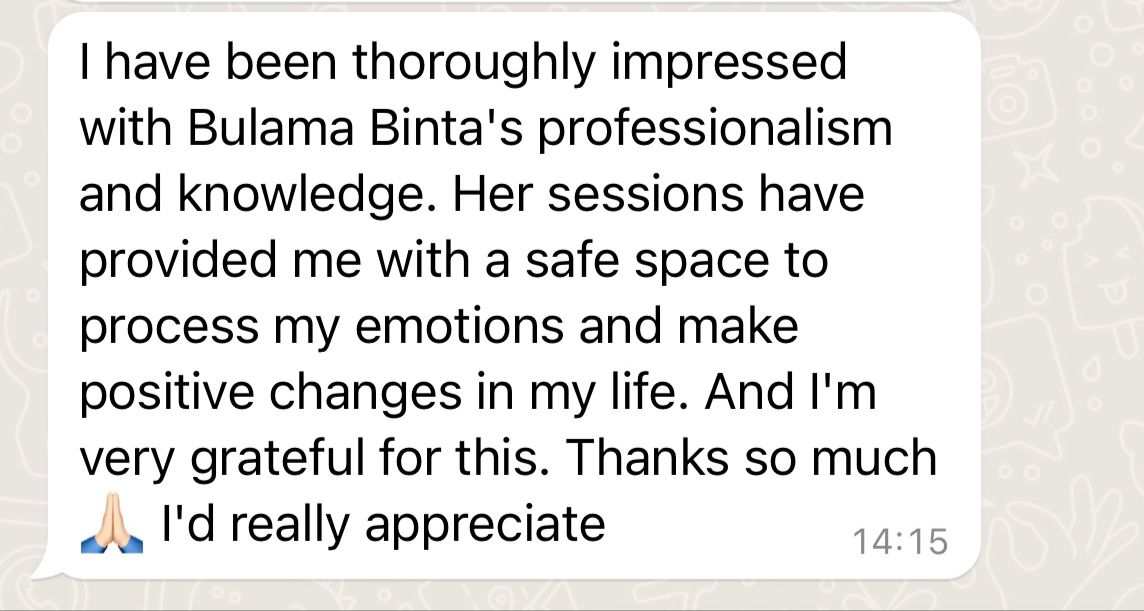 I have been thoroughly impressed
with Bulama Binta's professionalism
and knowledge. Her sessions have
provided me with a safe space to
process my emotions and make
positive changes in my life. And I'm
very grateful for this. Thanks so much
🙏🏻 I'd really appreciate
14:15